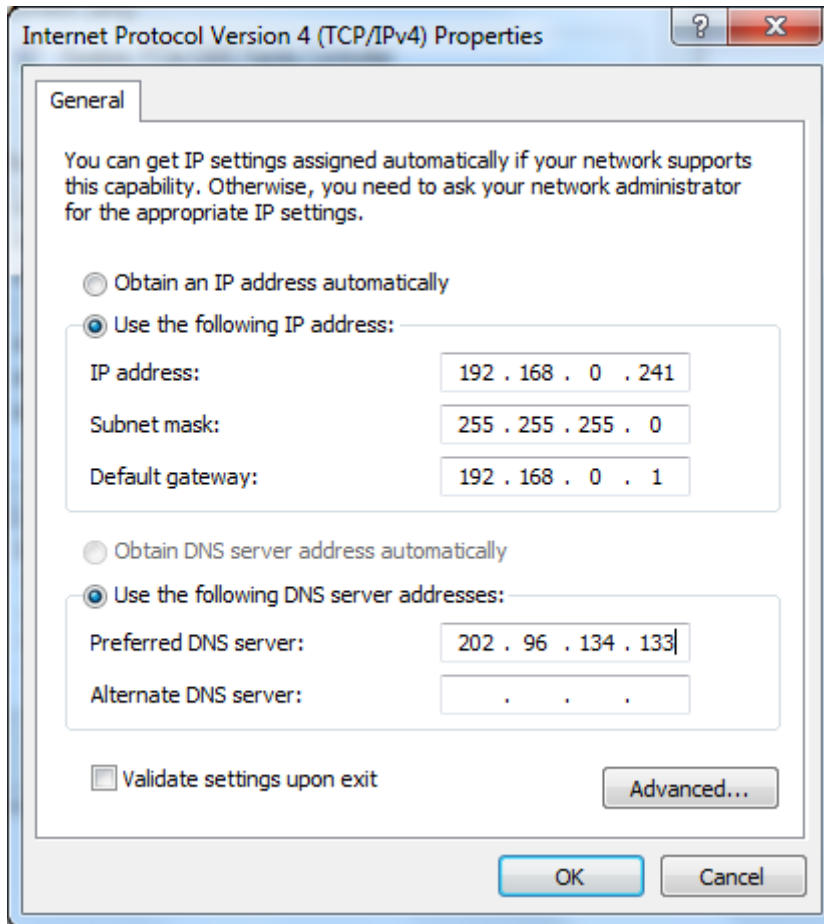 Internet Protocol Version 4 (TCP/IPv4) Properties
?
General
You can get IP settings assigned automatically if your network supports
this capability. Otherwise, you need to ask your network administrator
for the appropriate IP settings.
Obtain an IP address automatically
Use the following IP address:
IP address: 192 . 168 . 0 . 241
Subnet mask: 255 . 255 . 255 . 0
Default gateway: 192 . 168 . 0 . 1
Obtain DNS server address automatically
Use the following DNS server addresses:
Preferred DNS server: 202 . 96 . 134 . 133
Alternate DNS server: . . .
Validate settings upon exit
Advanced...
OK Cancel